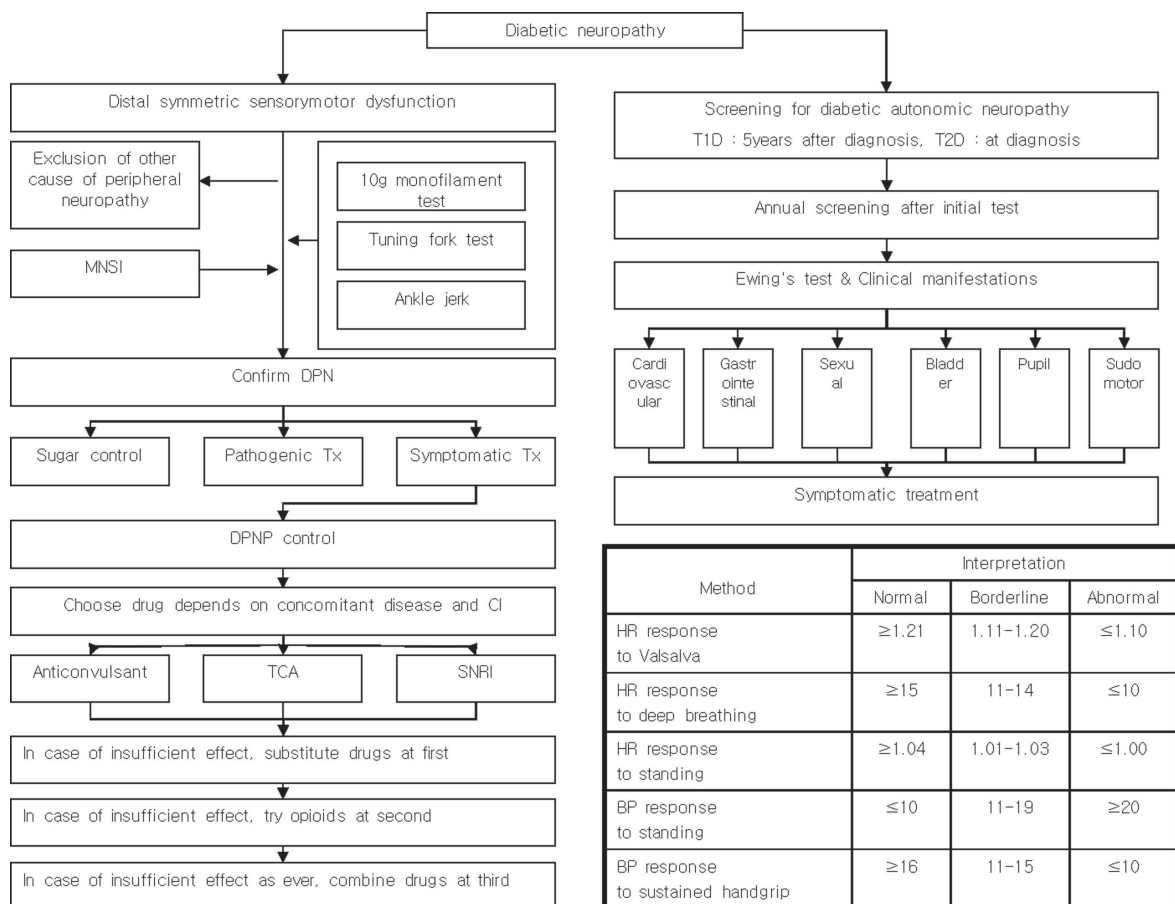 Diabetic neuropathy
Distal symmetric sensorymotor dysfunction
Exclusion of other
cause of peripheral
neuropathy
10g monofilament
test
Tuning fork test
MNSI
Ankle jerk
Confirm DPN
Sugar control
Pathogenic Tx
Symptomatic Tx
DPNP control
Choose drug depends on concomitant disease and CI
Anticonvulsant
TCA
SNRI
In case of insufficient effect, substitute drugs at first
In case of insufficient effect, try opioids at second
In case of insufficient effect as ever, combine drugs at third
Screening for diabetic autonomic neuropathy
T1D : 5years after diagnosis, T2D : at diagnosis
Annual screening after initial test
Ewing's test & Clinical manifestations
Cardi
ovasc
ular
Gastr
ointe
stinal
Sexu
al
Bladd
er
Pupil
Sudo
motor
Symptomatic treatment
Method
Interpretation
Normal Borderline Abnormal
HR response
to Valsalva
≥1.21 1.11-1.20 ≤1.10
HR response
to deep breathing
≥15 11-14 ≤10
HR response
to standing
≥1.04 1.01-1.03 ≤1.00
BP response
to standing
≤10 11-19 ≥20
BP response
to sustained handgrip
≥16 11-15 ≤10